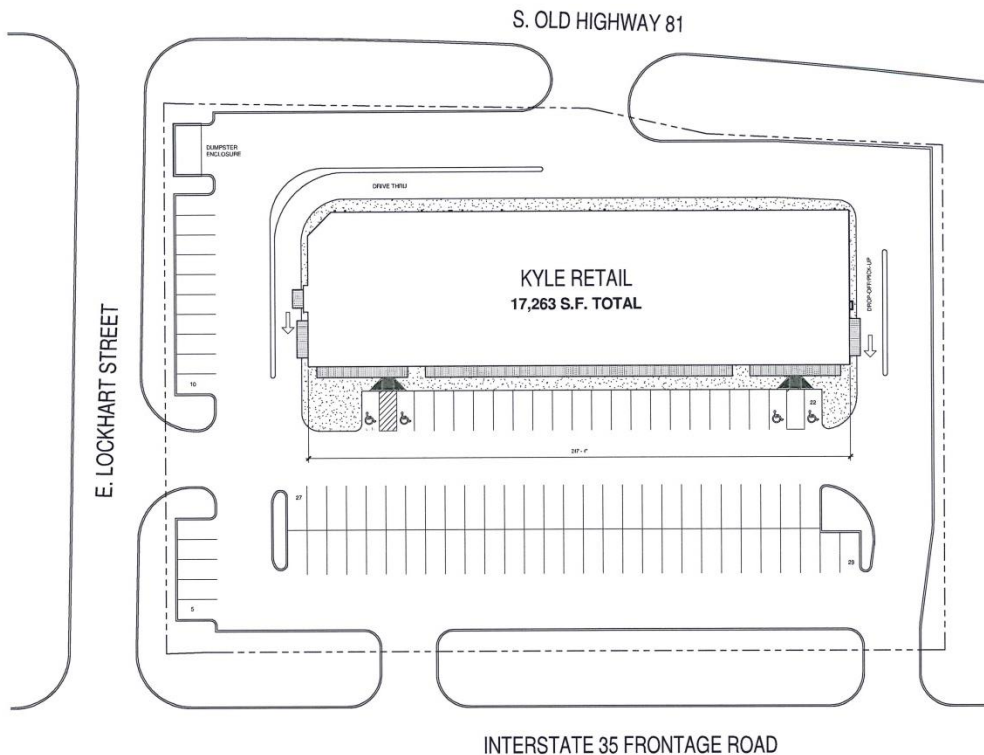 S. OLD HIGHWAY 81
DUMPSTER
ENCLOSURE
DRIVE THRU
KYLE RETAIL
17,263 S.F. TOTAL
DROP-OFF/PICK-UP
E. LOCKHART STREET
10
22
27
29
5
INTERSTATE 35 FRONTAGE ROAD